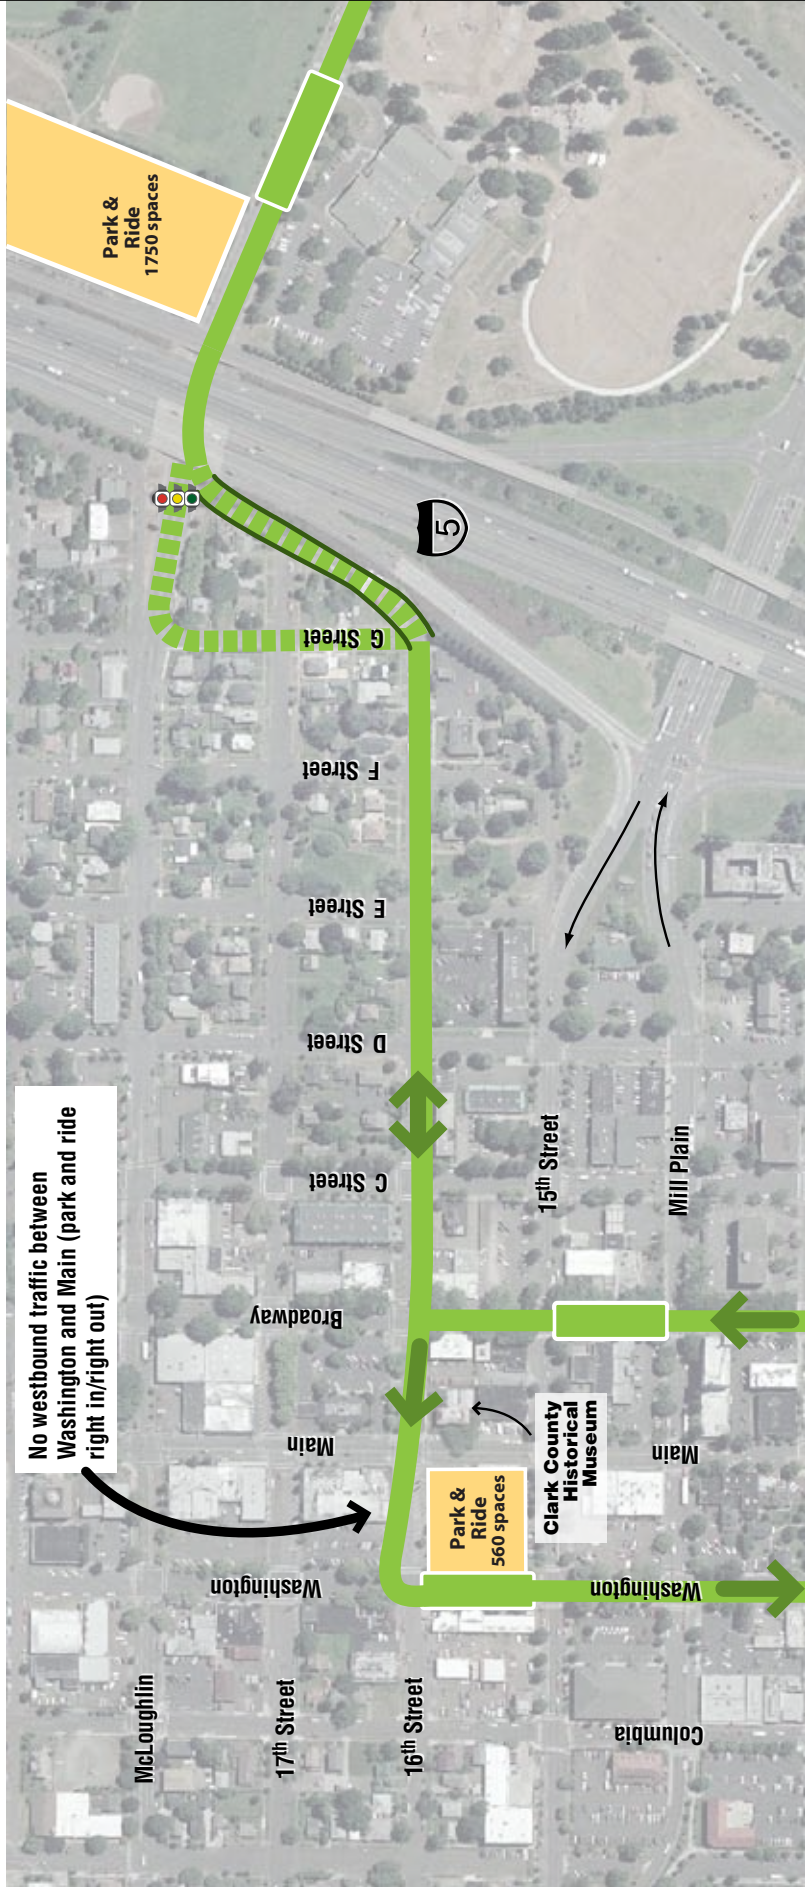 Park &
Ride
1750 spaces
5
G Street
F Street
E Street
D Street
C Street
No westbound traffic between
Washington and Main (park and ride
right in/right out)
15th Street
Mill Plain
Broadway
Main
Main
Clark County
Historical
Museum
Park &
Ride
560 spaces
Washington
Washington
McLoughlin
17th Street
16th Street
Columbia